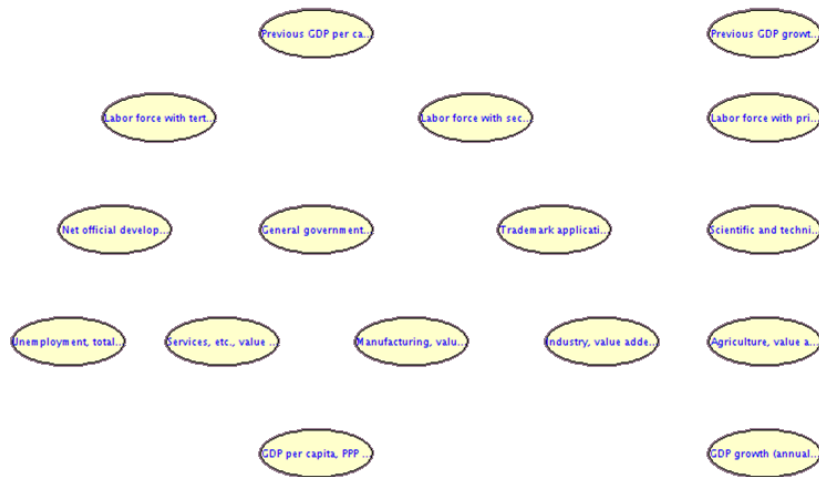 Previous GDP per ca...
Previous GDP growt...
Labor force with tert...
Labor force with sec...
Labor force with pri...
Net official develop...
General government...
Trademark applicati...
Scientific and techni...
Unemployment, total...
Services, etc., value ...
Manufacturing, valu...
Industry, value adde...
Agriculture, value a...
GDP per capita, PPP ...
GDP growth (annual...